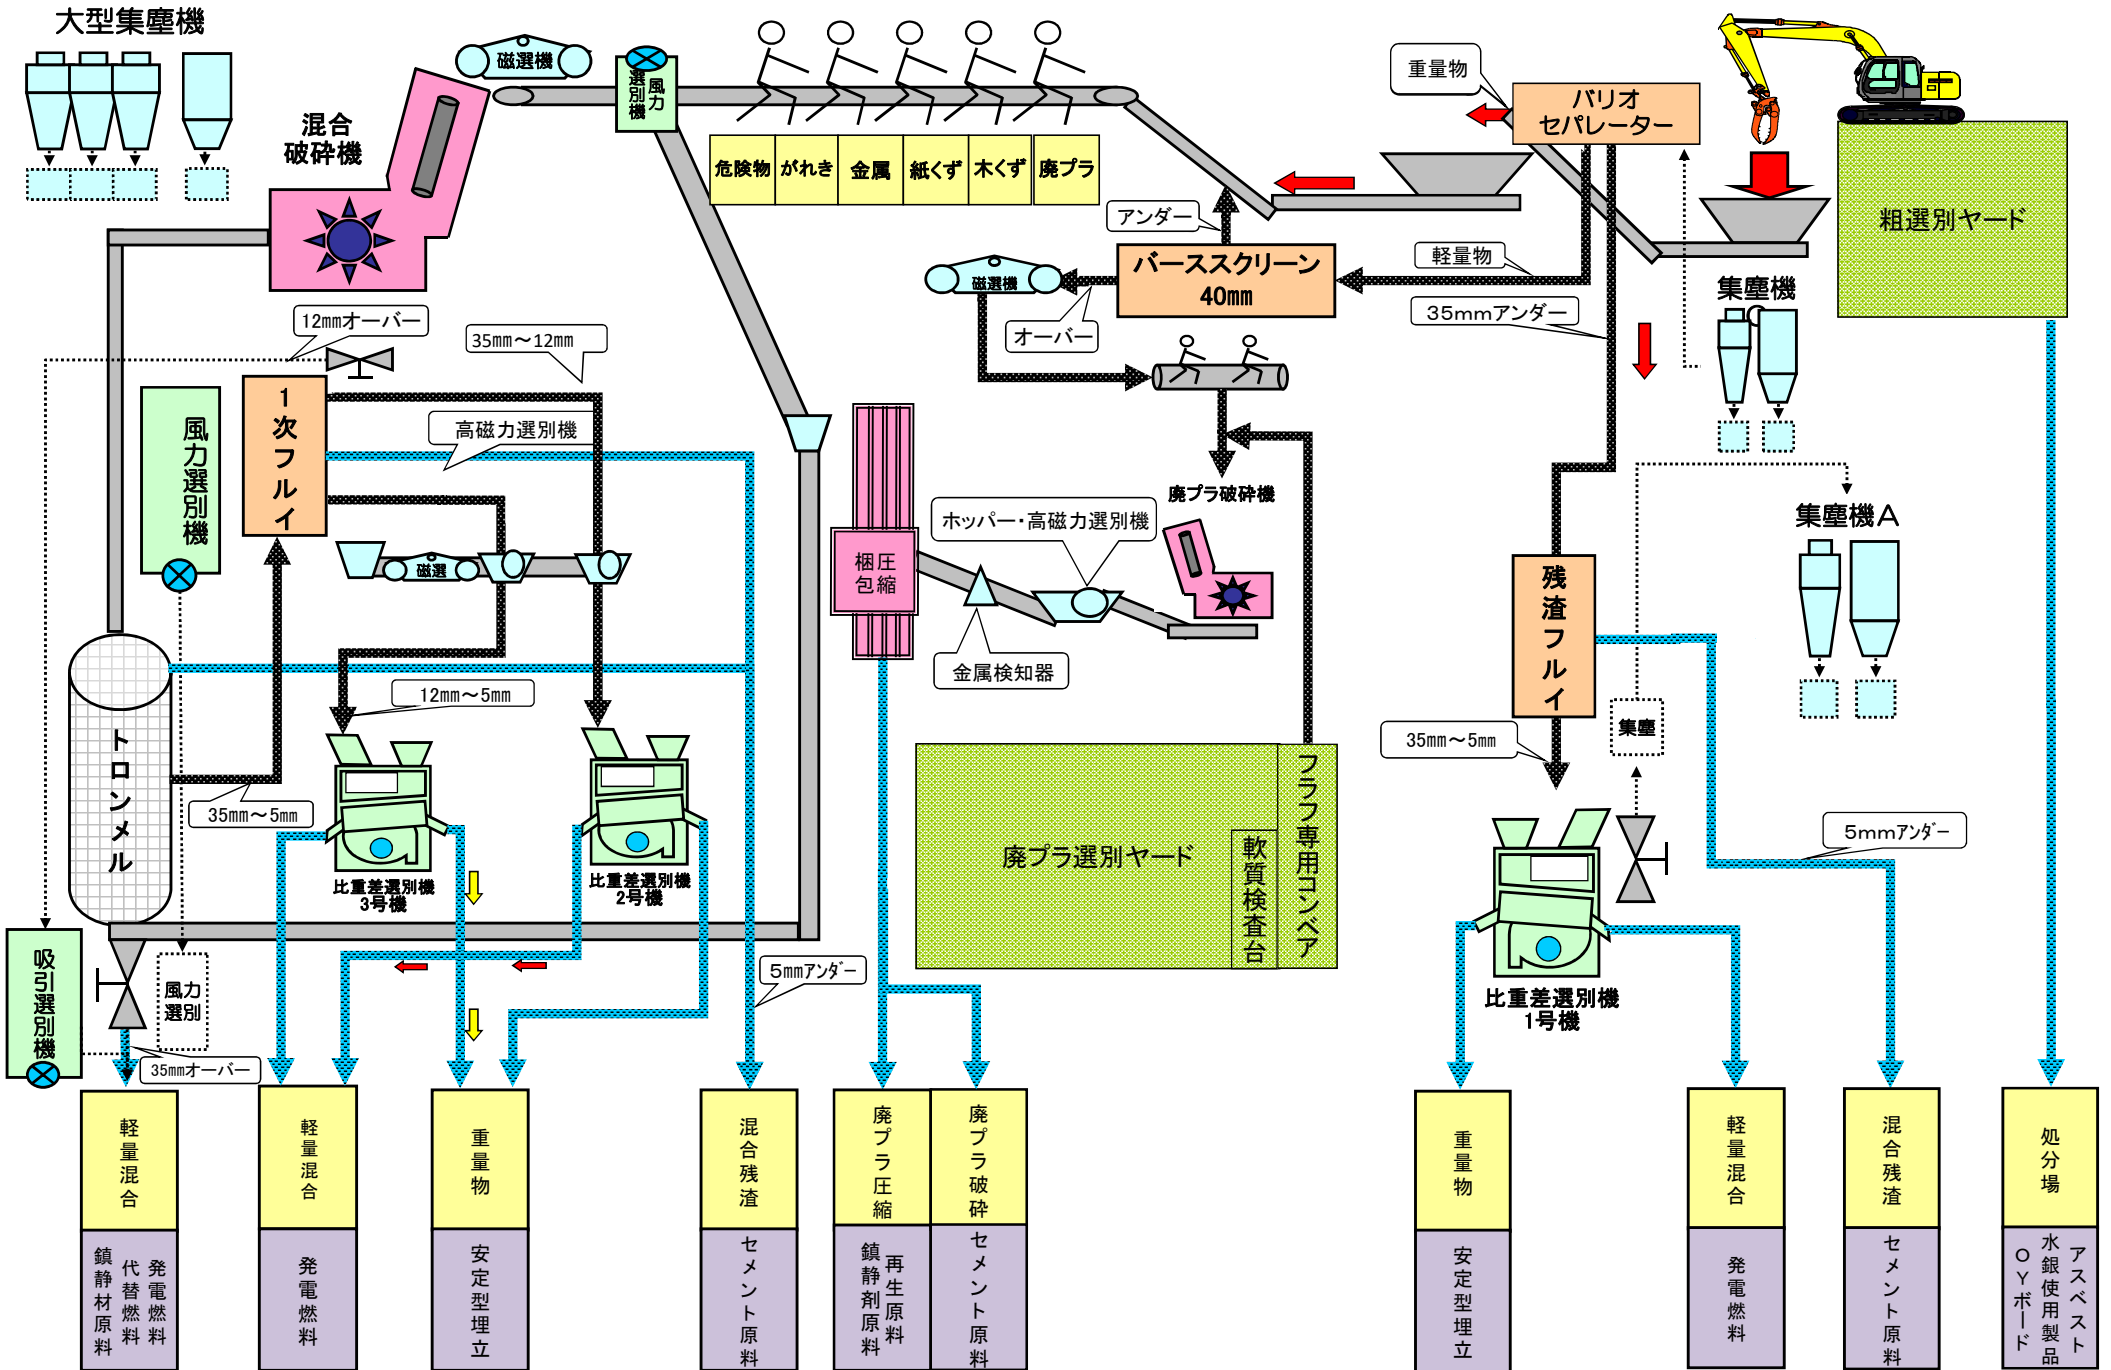 大型集塵機
混合
破砕機
磁選機
風力
選別機
危険物
がれき
金属
紙くず
木くず
廃プラ
重量物
バリオ
セパレーター
粗選別ヤード
アンダー
バーススクリーン
40mm
軽量物
35mmアンダー
磁選機
オーバー
集塵機
12mmオーバー
35mm～12mm
高磁力選別機
1次フルイ
風力選別機
磁選
廃プラ破砕機
ホッパー・高磁力選別機
梱包
圧縮
金属検知器
集塵機A
残渣フルイ
集塵
35mm～5mm
12mm～5mm
トロンメル
35mm～5mm
比重差選別機
3号機
比重差選別機
2号機
廃プラ選別ヤード
軟質検査台
フラフ専用コンベア
5mmアンダー
比重差選別機
1号機
吸引選別機
風力
選別
35mmオーバー
5mmアンダー
軽量混合
発電燃料
代替燃料
鎮静材原料
軽量混合
発電燃料
重量物
安定型埋立
混合残渣
セメント原料
廃プラ圧縮
再生原料
鎮静剤原料
廃プラ破砕
セメント原料
重量物
安定型埋立
軽量混合
発電燃料
混合残渣
セメント原料
処分場
アスベスト
水銀使用製品
OYボード